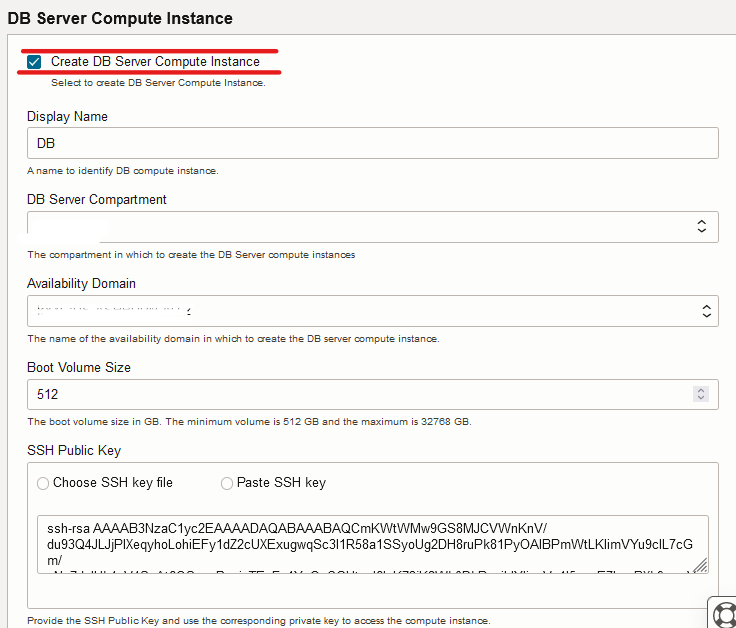 DB Server Compute Instance
Create DB Server Compute Instance
Select to create DB Server Compute Instance.
Display Name
DB
A name to identify DB compute instance.
DB Server Compartment
The compartment in which to create the DB Server compute instances
Availability Domain
The name of the availability domain in which to create the DB server compute instance.
Boot Volume Size
512
The boot volume size in GB. The minimum volume is 512 GB and the maximum is 32768 GB.
SSH Public Key
Choose SSH key file Paste SSH key
ssh-rsa AAAAB3NzaC1yc2EAAAADAQABAAABAQCmKWtWMw9GS8MJCVWnKnV/
du93Q4JLJjPlXeqyhoLohiEFy1dZ2cUXExugwqSc3l1R58a1SSyoUg2DH8ruPk81PyOAlBPmWtLKlimVYu9clL7cG
m/
Provide the SSH Public Key and use the corresponding private key to access the compute instance.